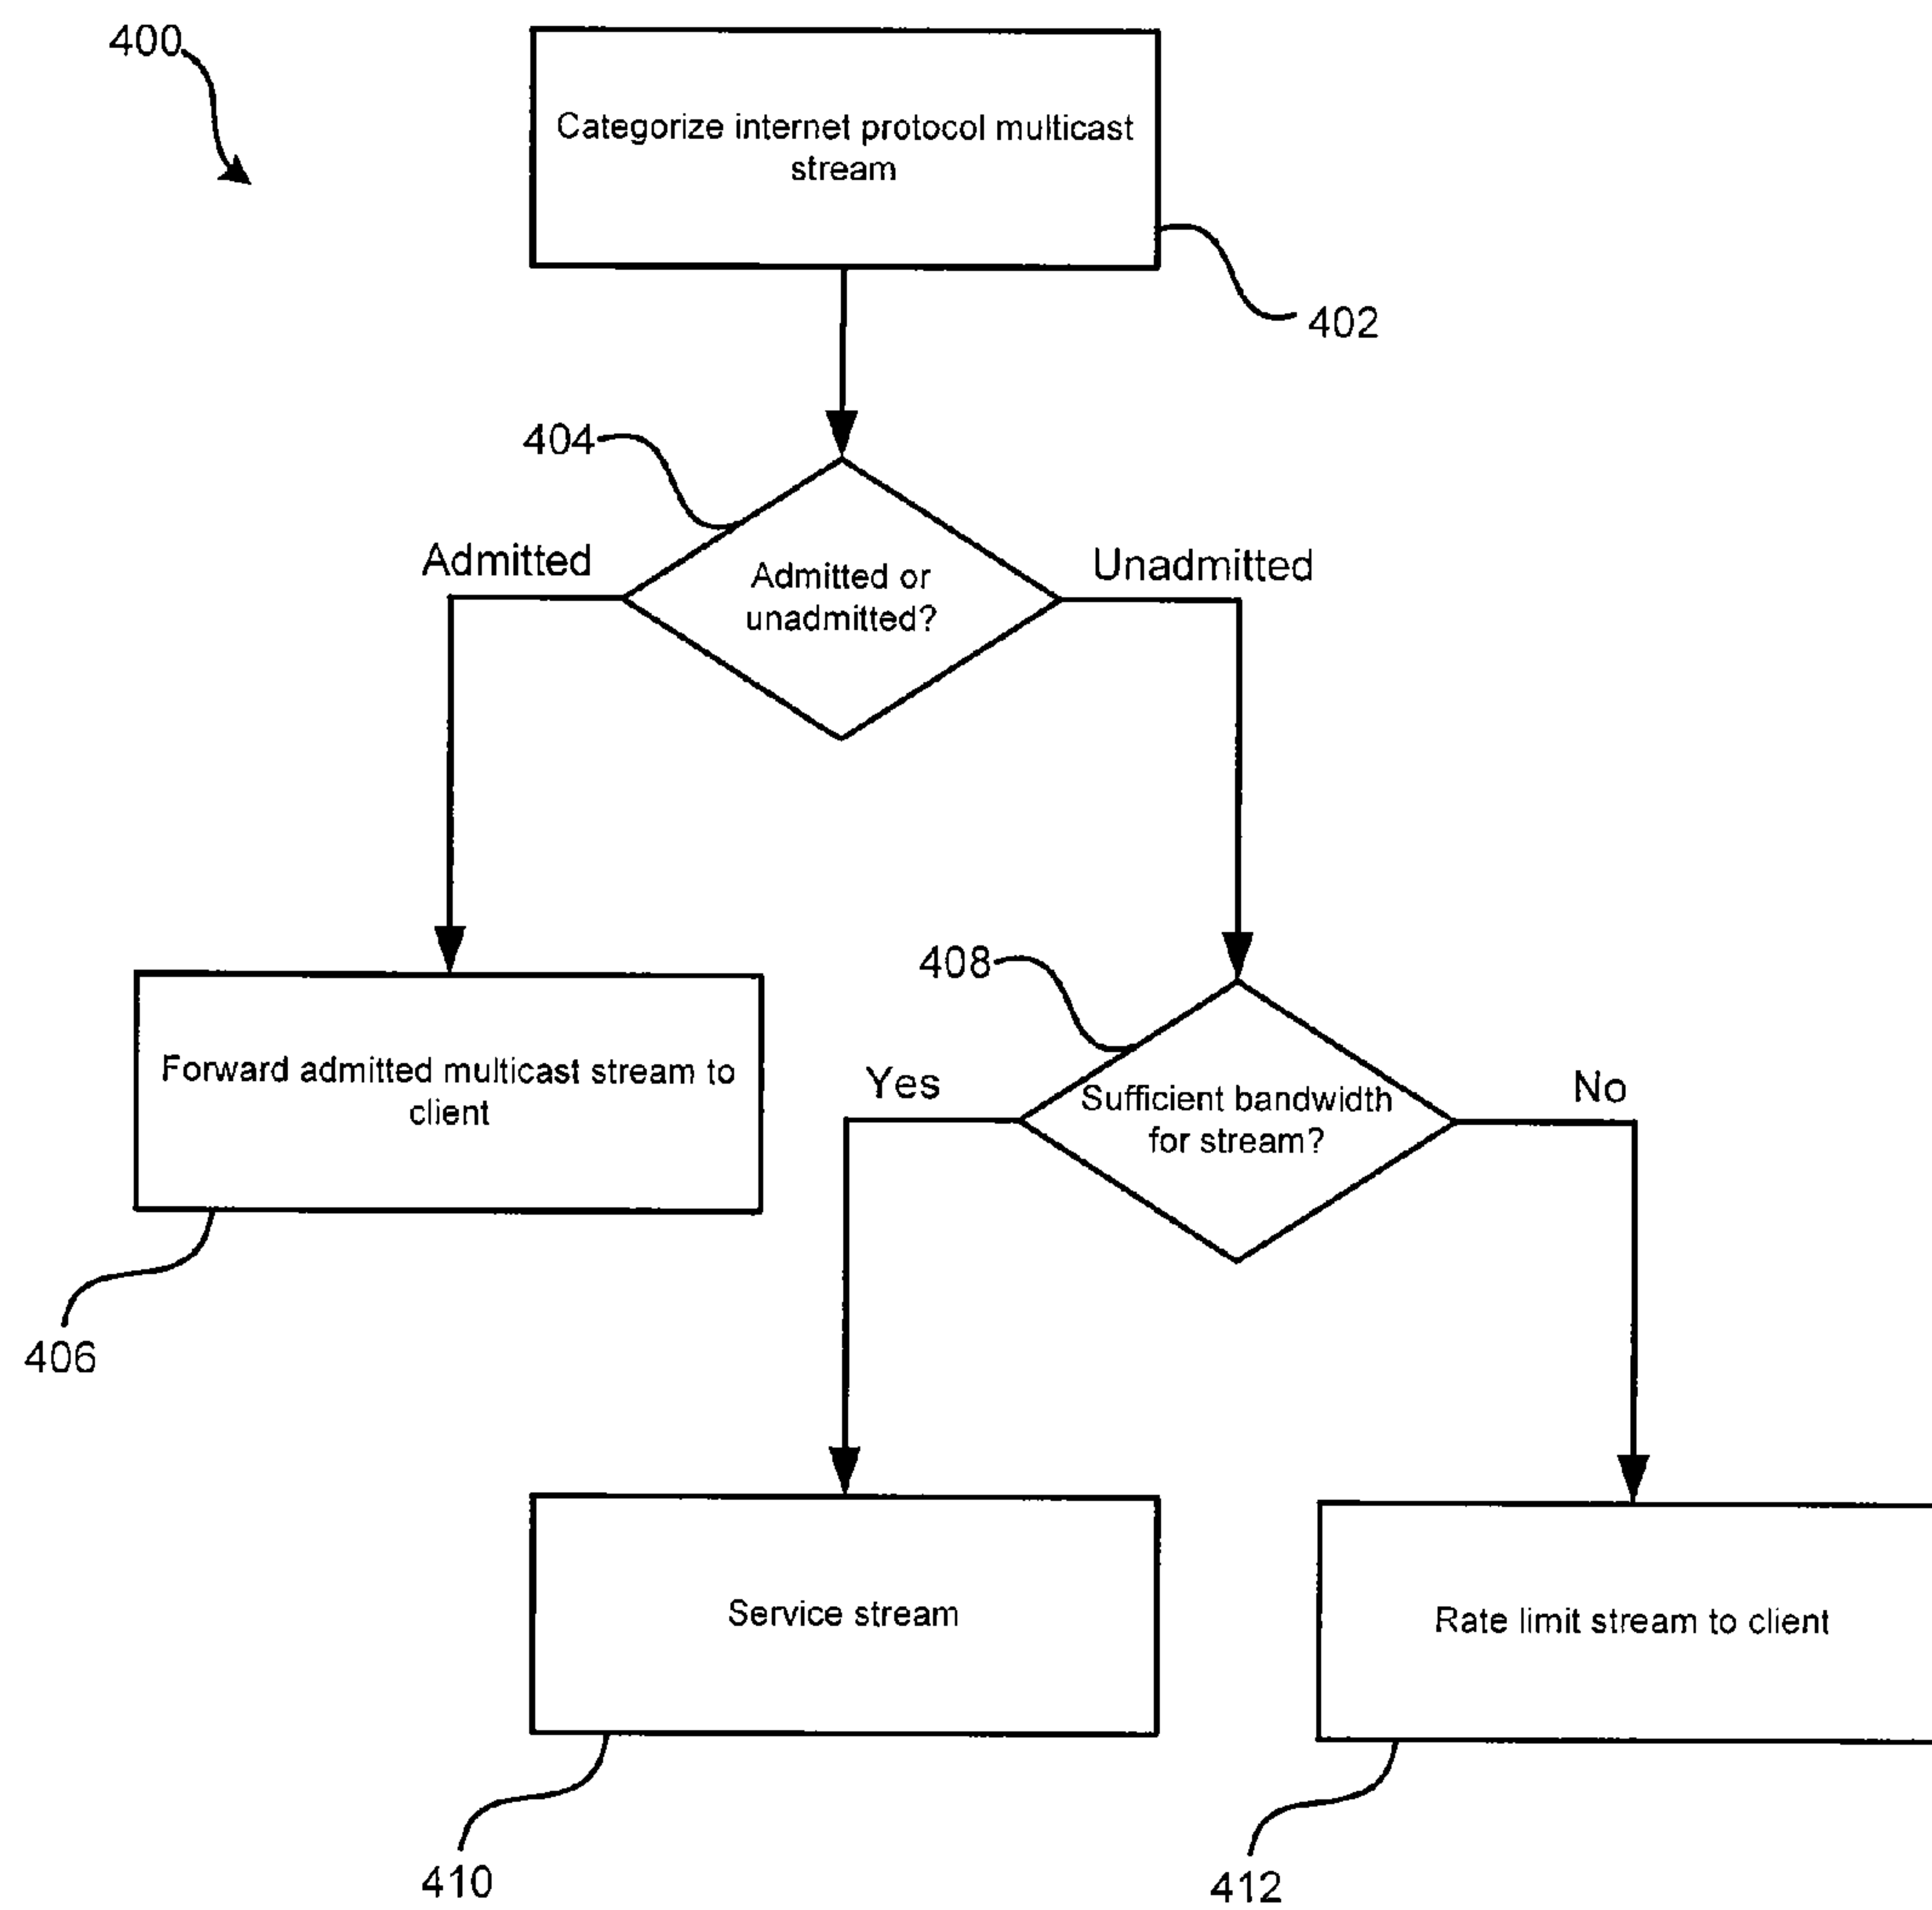 400
Categorize internet protocol multicast
stream
402
404
Admitted
Unadmitted
Admitted or
unadmitted?
408
Forward admitted multicast stream to
client
Yes
No
Sufficient bandwidth
for stream?
406
Service stream
Rate limit stream to client
410
412